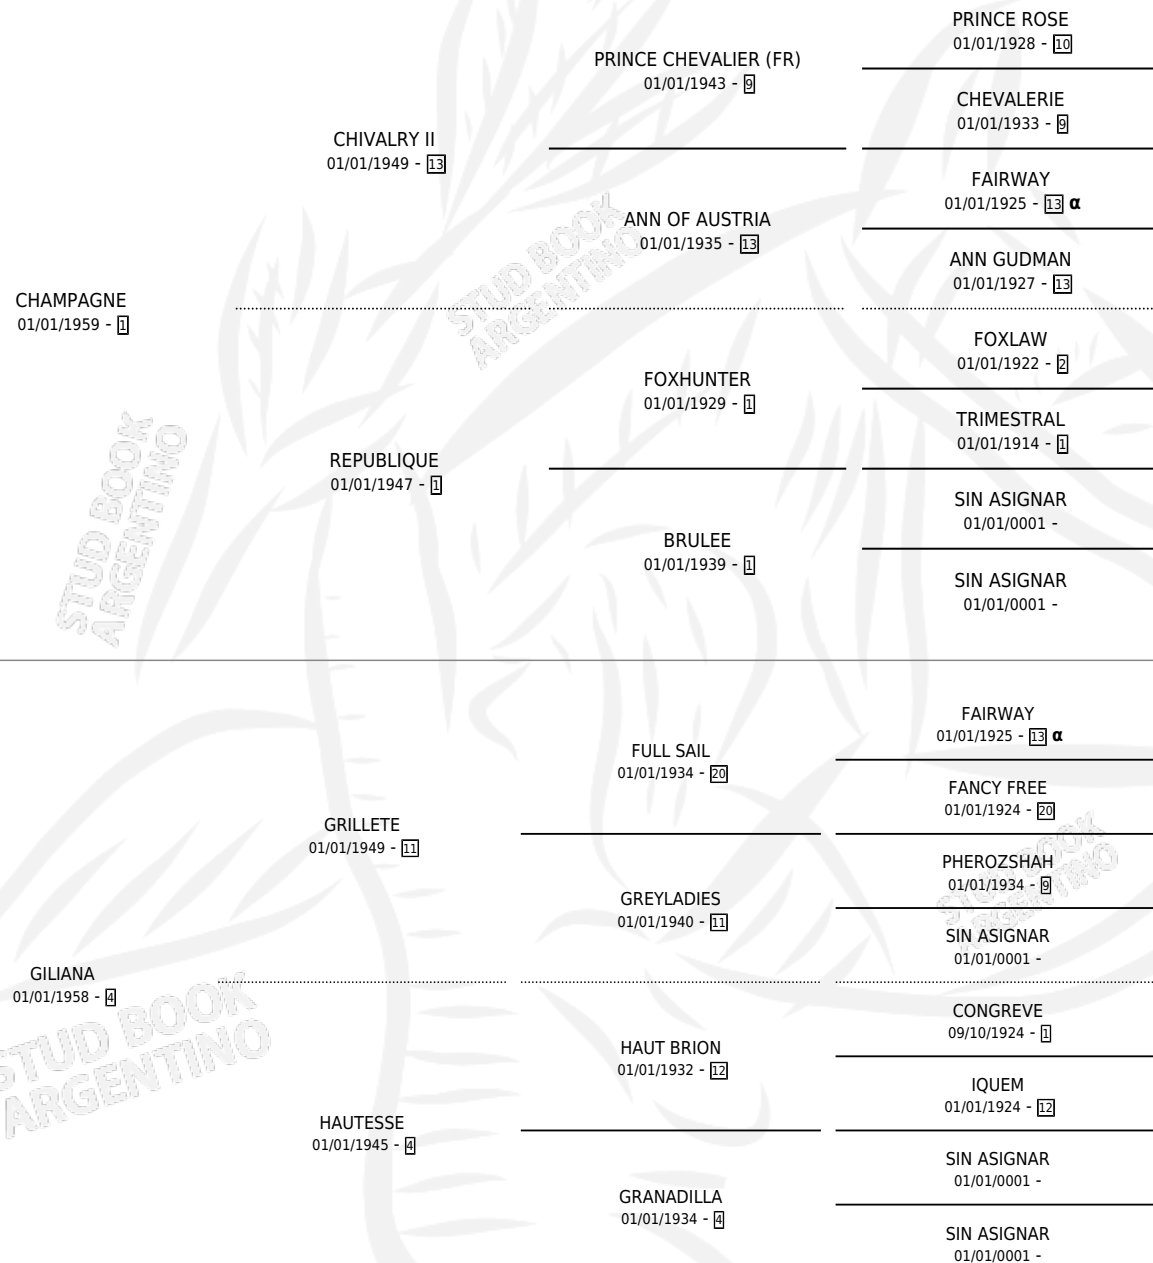 PRINCE ROSE
01/01/1928 - 10
PRINCE CHEVALIER (FR)
01/01/1943 - 9
CHEVALERIE
01/01/1933 - 9
CHIVALRY II
01/01/1949 - 13
FAIRWAY
01/01/1925 - 13 α
ANN OF AUSTRIA
01/01/1935 - 13
ANN GUDMAN
01/01/1927 - 13
CHAMPAGNE
01/01/1959 - 1
FOXLAW
01/01/1922 - 2
FOXHUNTER
01/01/1929 - 1
TRIMESTRAL
01/01/1914 - 1
REPUBLIQUE
01/01/1947 - 1
SIN ASIGNAR
01/01/0001 -
BRULEE
01/01/1939 - 1
SIN ASIGNAR
01/01/0001 -
FAIRWAY
01/01/1925 - 13 α
FULL SAIL
01/01/1934 - 20
FANCY FREE
01/01/1924 - 20
GRILLETE
01/01/1949 - 11
PHEROZSHAH
01/01/1934 - 9
GREYLADIES
01/01/1940 - 11
SIN ASIGNAR
01/01/0001 -
GILIANA
01/01/1958 - 4
CONGREVE
09/10/1924 - 1
HAUT BRION
01/01/1932 - 12
IQUEM
01/01/1924 - 12
HAUTESSE
01/01/1945 - 4
SIN ASIGNAR
01/01/0001 -
GRANADILLA
01/01/1934 - 4
SIN ASIGNAR
01/01/0001 -
STUD BOOK
ARGENTINO
STUD BOOK
ARGENTINO
STUD BOOK
ARGENTINO
STUD BOOK
ARGENTINO